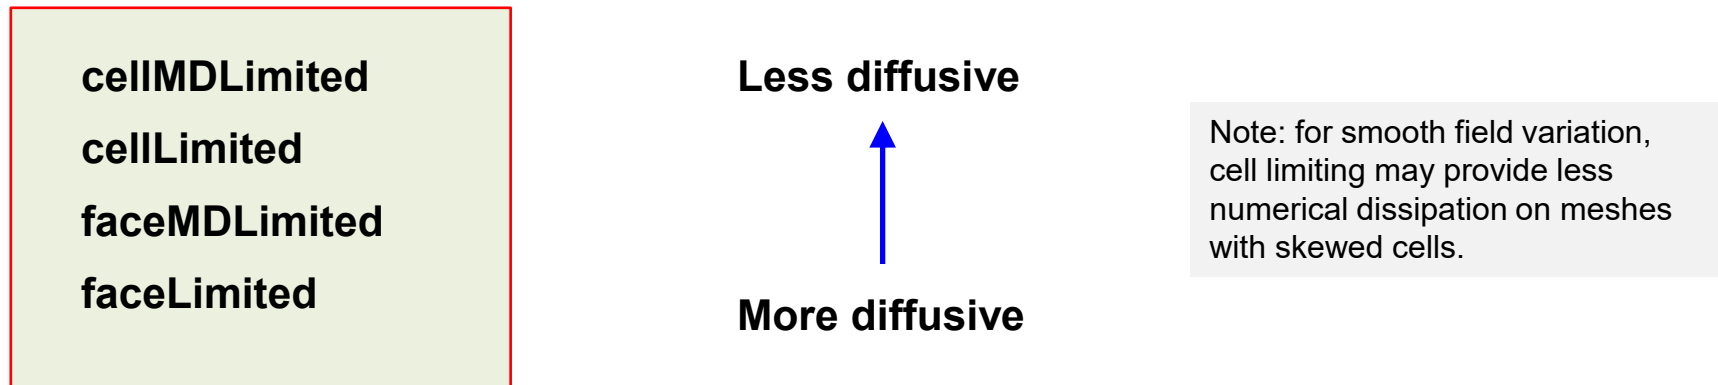 cellMDLimited
cellLimited
faceMDLimited
faceLimited
Less diffusive
More diffusive
Note: for smooth field variation,
cell limiting may provide less
numerical dissipation on meshes
with skewed cells.